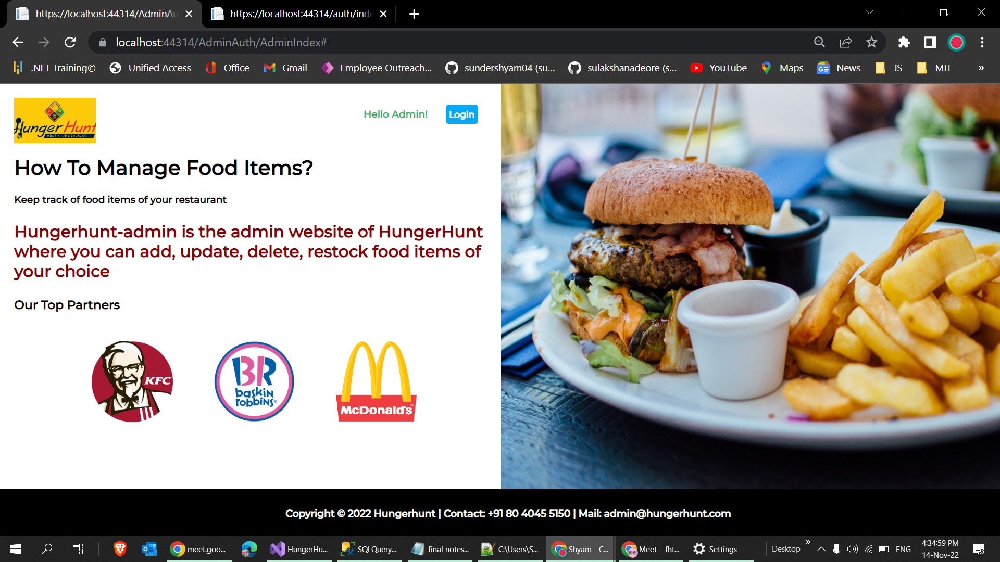 https://localhost:44314/AdminAu
https://localhost:44314/auth/inde
localhost:44314/AdminAuth/AdminIndex#
.NET Training©
Unified Access
Office
Gmail
Employee Outreach...
sundershyam04 (su...
sulakshanadeore (s...
YouTube
Maps
News
JS
MIT
»
HungerHunt
HUNT YOUR CRAVINGS.....
Hello Admin!
Login
How To Manage Food Items?
Keep track of food items of your restaurant
Hungerhunt-admin is the admin website of HungerHunt
where you can add, update, delete, restock food items of
your choice
Our Top Partners
KFC
BR
baskin
robbins®
McDonald's™
Copyright © 2022 Hungerhunt | Contact: +91 80 4045 5150 | Mail: admin@hungerhunt.com
meet.goo...
HungerHu...
SQLQuery...
final notes...
C:\Users\S...
Shyam - C...
Meet – fht...
Settings
Desktop
»
ENG
4:34:59 PM
14-Nov-22